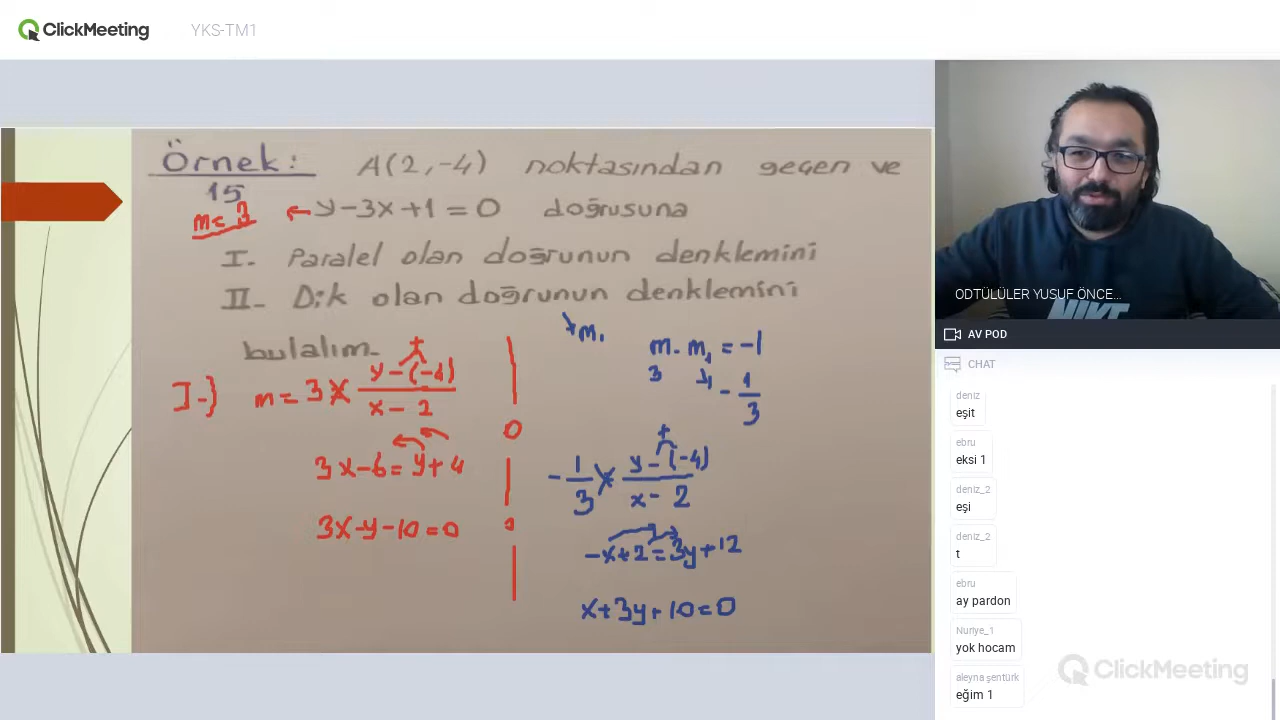 ClickMeeting YKS-TM1
Örnek: A(2,-4) noktasından geçen ve
15
m=3 ← y-3x+1=0 doğrusuna
I. Paralel olan doğrunun denklemini
II- Dik olan doğrunun denklemini
bulalım.
I-) m = 3 y-(-4)
x-2
+
3x-6=y+4
3x-y-10=0
m₁
m.m₁=-1
3 -1/3
+
-1/3 y-(-4)
x-2
-x+2=3y+12
x+3y+10=0
ODTÜLÜLER YUSUF ÖNCE...
AV POD
CHAT
deniz
eşit
ebru
eksi 1
deniz_2
eşi
deniz_2
t
ebru
ay pardon
Nuriye_1
yok hocam
aleyna şentürk
eğim 1
ClickMeeting